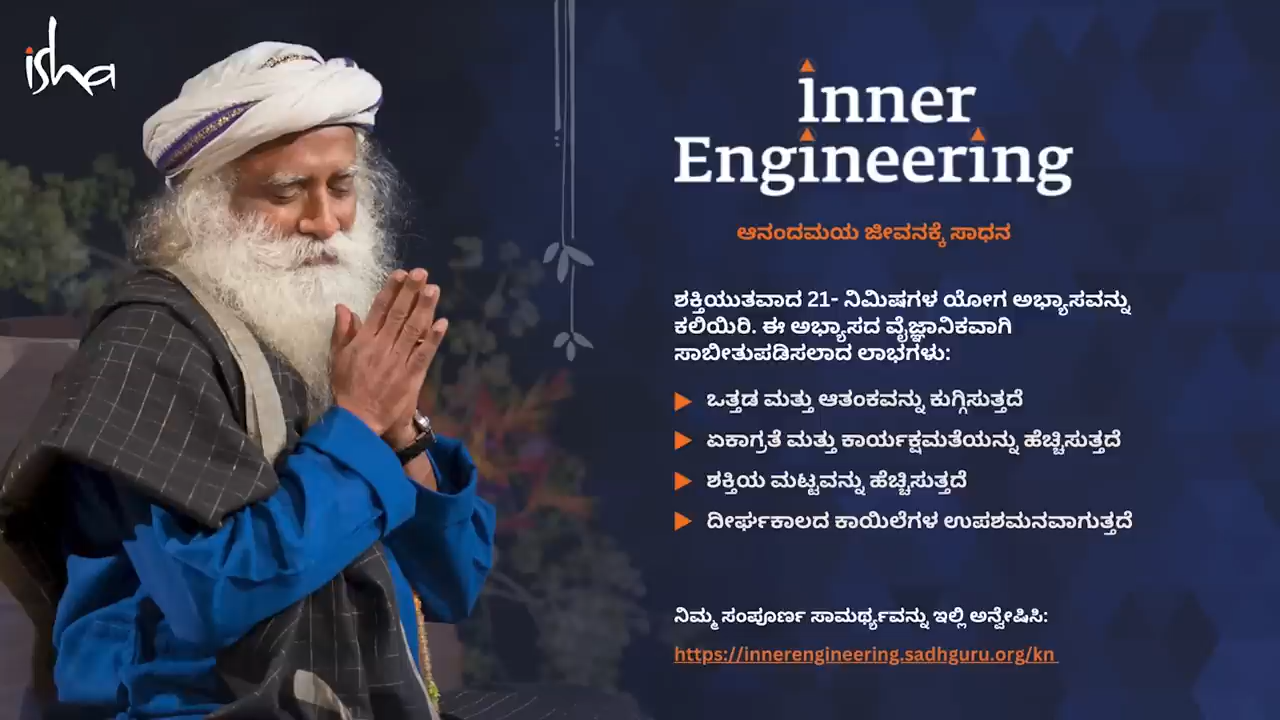 isha
inner
Engineering
ಆನಂದಮಯ ಜೀವನಕ್ಕೆ ಸಾಧನ
ಶಕ್ತಿಯುತವಾದ 21- ನಿಮಿಷಗಳ ಯೋಗ ಅಭ್ಯಾಸವನ್ನು
ಕಲಿಯಿರಿ. ಈ ಅಭ್ಯಾಸದ ವೈಜ್ಞಾನಿಕವಾಗಿ
ಸಾಬೀತುಪಡಿಸಲಾದ ಲಾಭಗಳು:
ಒತ್ತಡ ಮತ್ತು ಆತಂಕವನ್ನು ಕುಗ್ಗಿಸುತ್ತದೆ
ಏಕಾಗ್ರತೆ ಮತ್ತು ಕಾರ್ಯಕ್ಷಮತೆಯನ್ನು ಹೆಚ್ಚಿಸುತ್ತದೆ
ಶಕ್ತಿಯ ಮಟ್ಟವನ್ನು ಹೆಚ್ಚಿಸುತ್ತದೆ
ದೀರ್ಘಕಾಲದ ಕಾಯಿಲೆಗಳ ಉಪಶಮನವಾಗುತ್ತದೆ
ನಿಮ್ಮ ಸಂಪೂರ್ಣ ಸಾಮರ್ಥ್ಯವನ್ನು ಇಲ್ಲಿ ಅನ್ವೇಷಿಸಿ:
https://innerengineering.sadhguru.org/kn